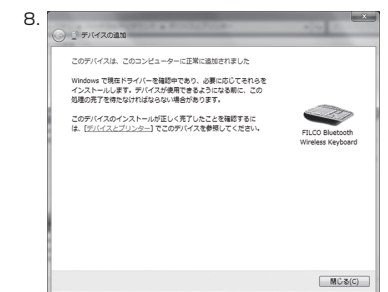 8.
デバイスの追加
このデバイスは、このコンピューターに正常に追加されました
Windows で現在ドライバーを確認中であり、必要に応じてそれらを
インストールします。デバイスが使用できるようになる前に、この
処理の完了を待たなければならない場合があります。
このデバイスのインストールが正しく完了したことを確認するに
は、[デバイスとプリンター] でこのデバイスを参照してください。
FILCO Bluetooth
Wireless Keyboard
閉じる(C)